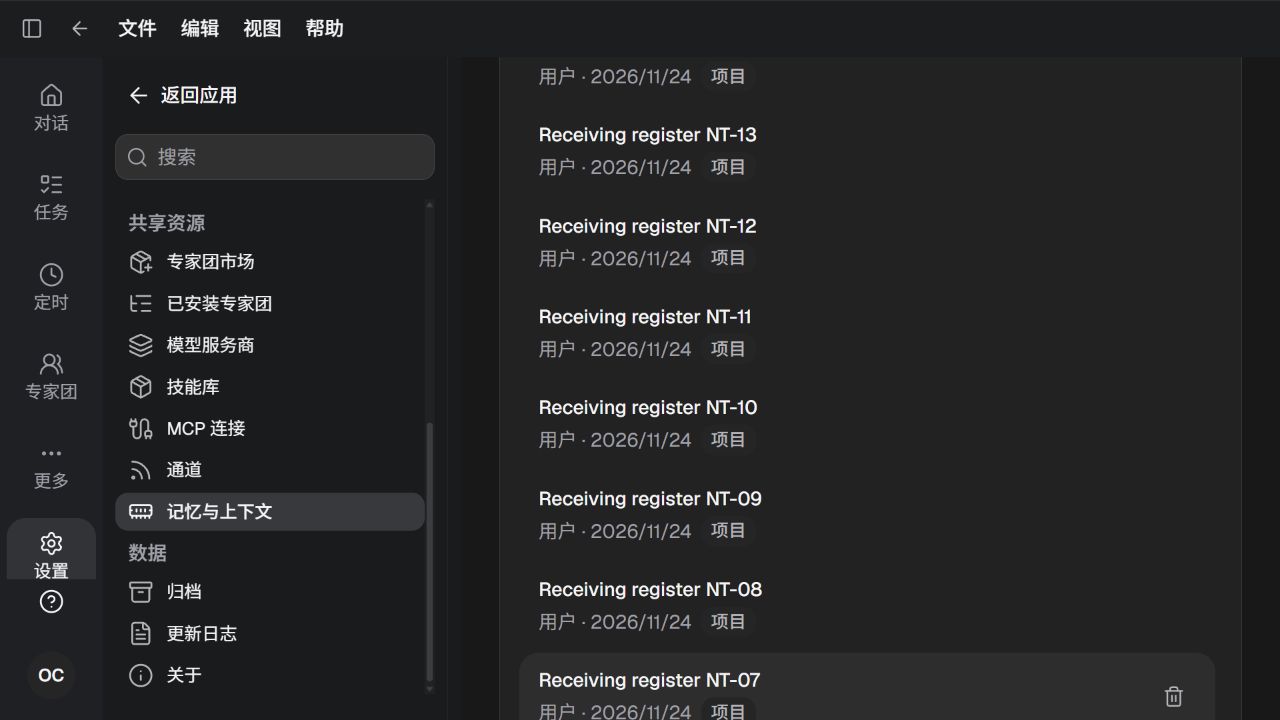 文件 编辑 视图 帮助
对话
任务
定时
专家团
更多
设置
OC
返回应用
搜索
共享资源
专家团市场
已安装专家团
模型服务商
技能库
MCP 连接
通道
记忆与上下文
数据
归档
更新日志
关于
用户 · 2026/11/24 项目
Receiving register NT-13
用户 · 2026/11/24 项目
Receiving register NT-12
用户 · 2026/11/24 项目
Receiving register NT-11
用户 · 2026/11/24 项目
Receiving register NT-10
用户 · 2026/11/24 项目
Receiving register NT-09
用户 · 2026/11/24 项目
Receiving register NT-08
用户 · 2026/11/24 项目
Receiving register NT-07
用户 · 2026/11/24 项目